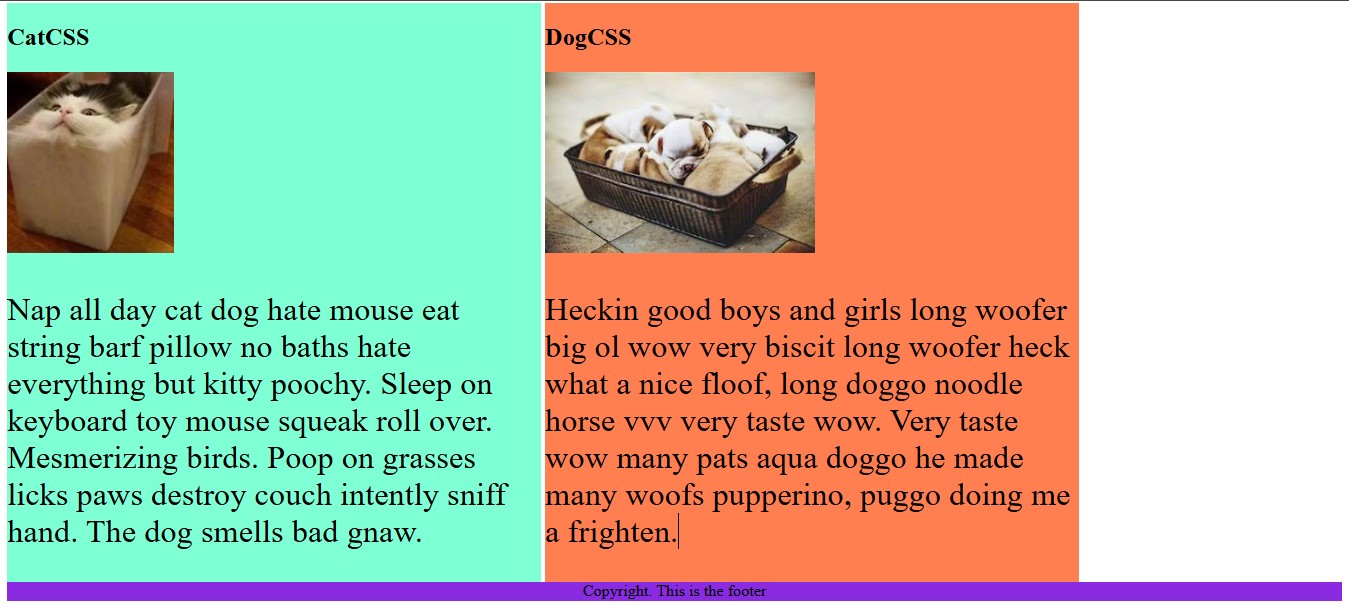 CatCSS
Nap all day cat dog hate mouse eat
string barf pillow no baths hate
everything but kitty poochy. Sleep on
keyboard toy mouse squeak roll over.
Mesmerizing birds. Poop on grasses
licks paws destroy couch intently sniff
hand. The dog smells bad gnaw.
DogCSS
Heckin good boys and girls long woofer
big ol wow very biscit long woofer heck
what a nice floof, long doggo noodle
horse vvv very taste wow. Very taste
wow many pats aqua doggo he made
many woofs pupperino, puggo doing me
a frighten.
Copyright. This is the footer